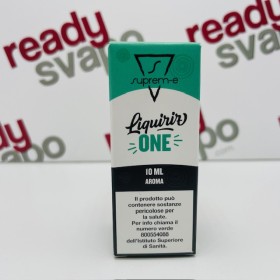 ready
svapo
ready
svapo
suprem-e
Liquirizì
ONE
10 ML
AROMA
Il prodotto può
contenere sostanze
pericolose per
la salute.
Per info chiama il
numero verde
800554088
dell'Istituto Superiore
di Sanità.